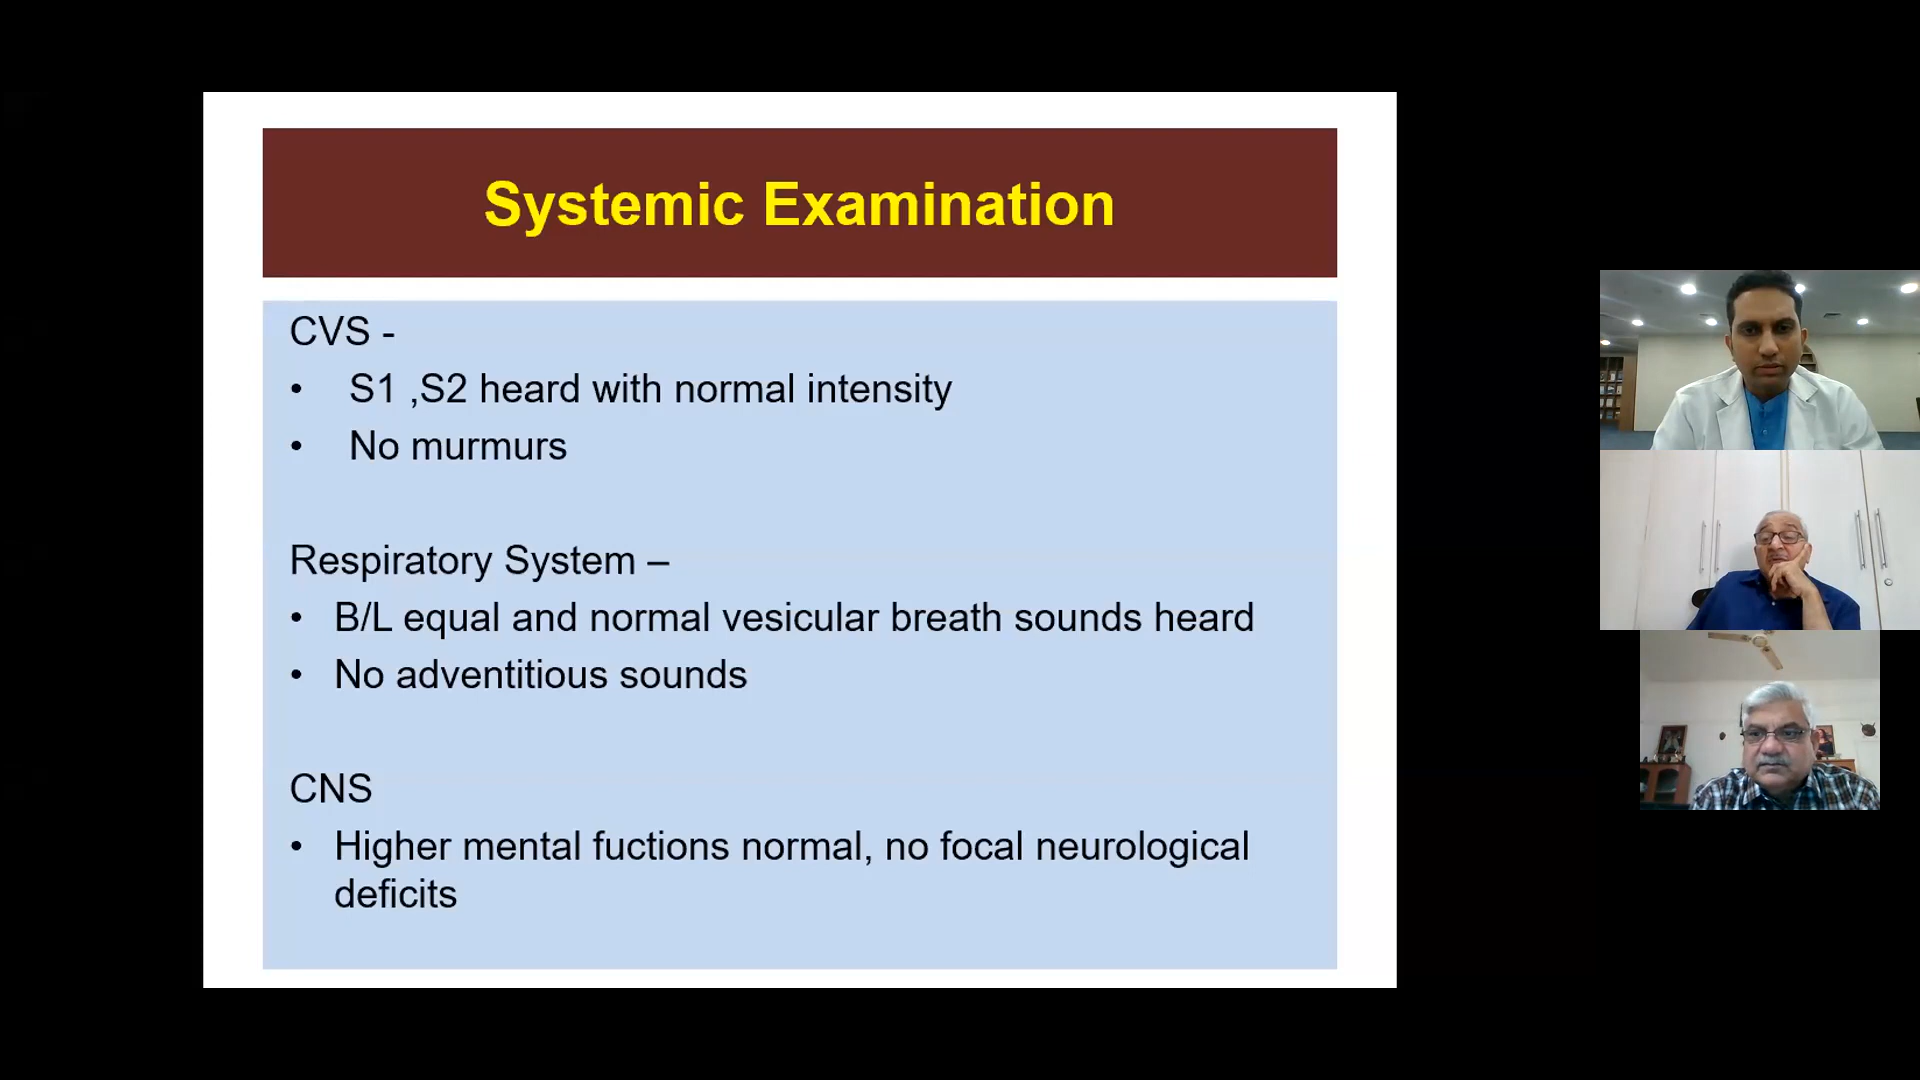 Systemic Examination
CVS -
• S1 ,S2 heard with normal intensity
• No murmurs
Respiratory System –
• B/L equal and normal vesicular breath sounds heard
• No adventitious sounds
CNS
• Higher mental fuctions normal, no focal neurological
deficits